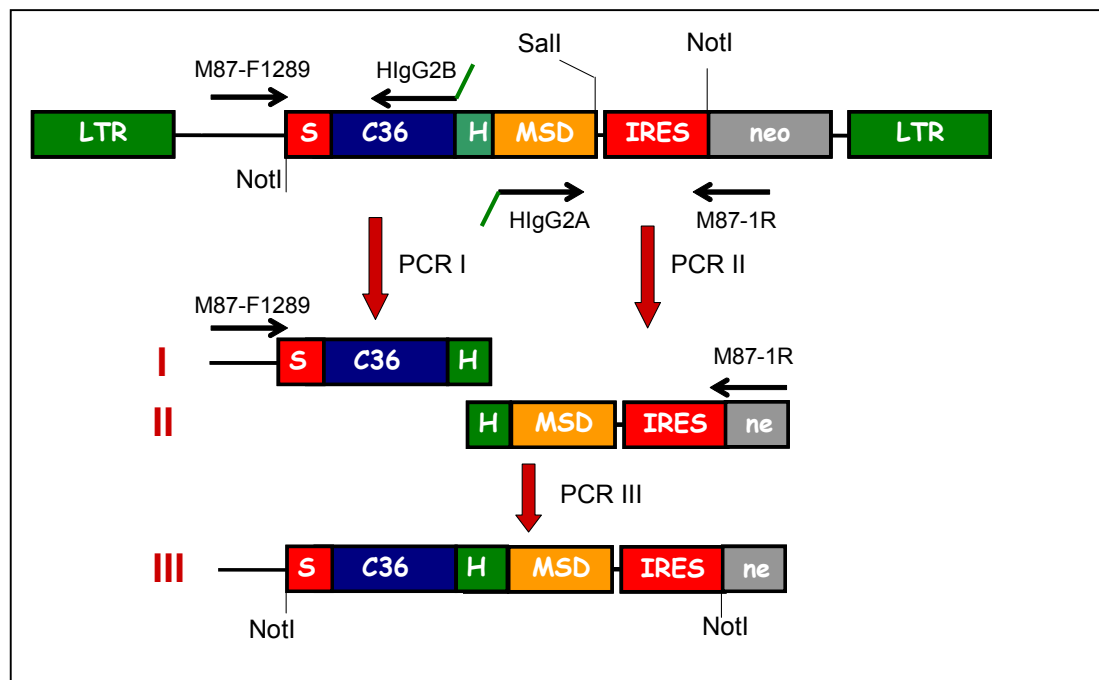 SalI
NotI
M87-F1289
HIgG2B
LTR
S
C36
H
MSD
IRES
neo
LTR
NotI
HIgG2A
M87-1R
PCR I
PCR II
M87-F1289
I
S
C36
H
M87-1R
II
H
MSD
IRES
ne
PCR III
III
S
C36
H
MSD
IRES
ne
NotI
NotI